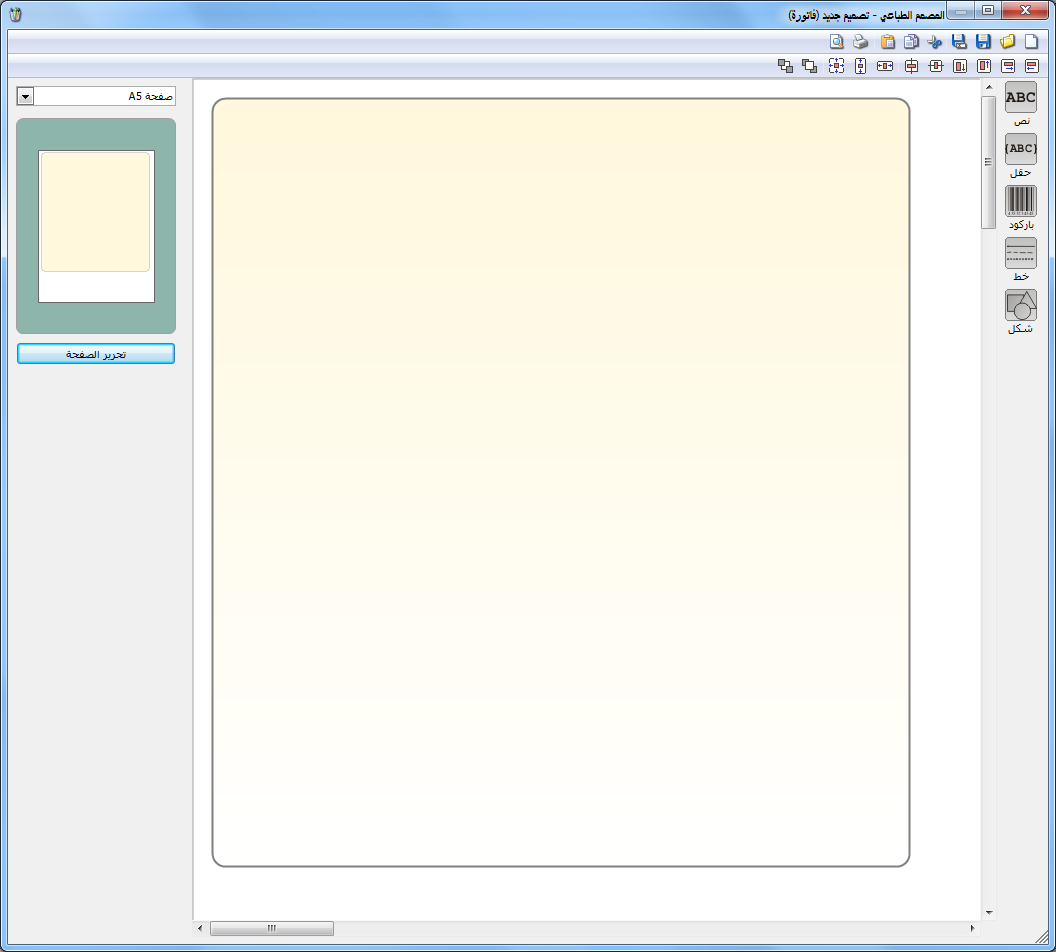 المصمم الطباعي - تصميم جديد (فاتورة)
ABC
نص
{ABC}
حقل
باركود
خط
شكل
صفحة A5
تحرير الصفحة